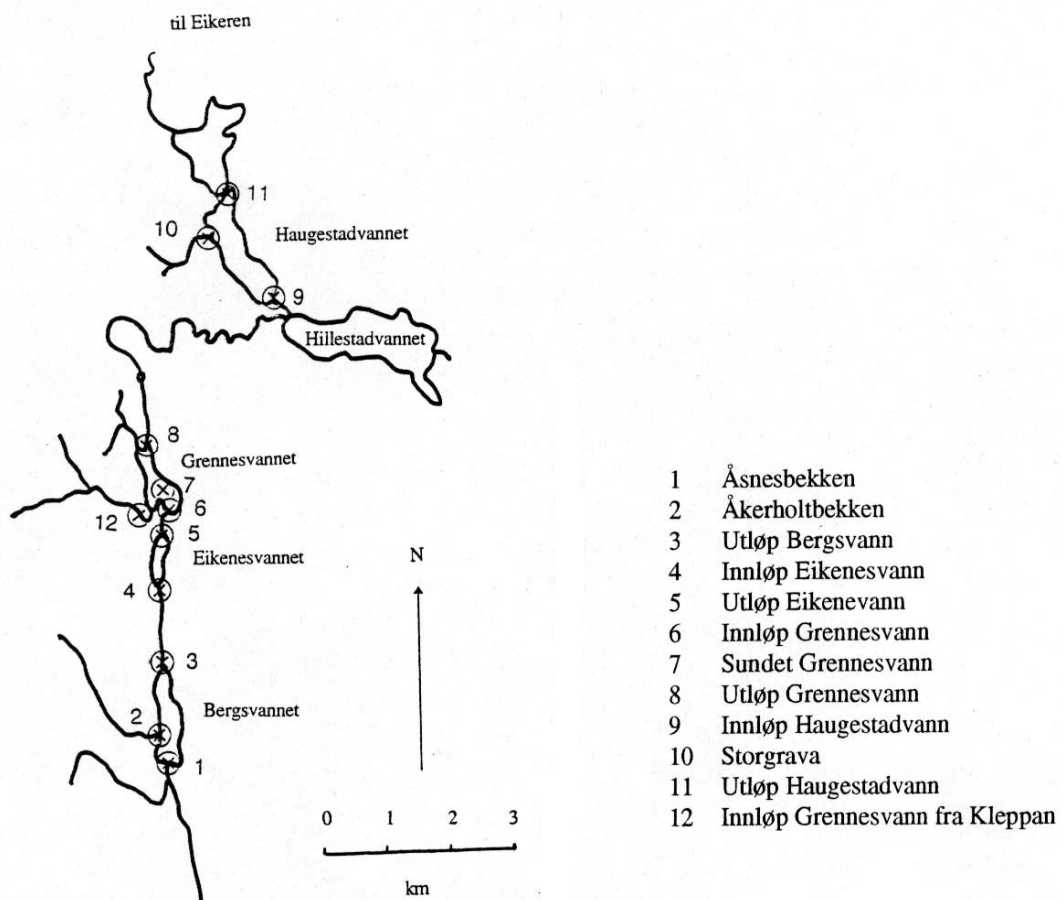 til Eikeren
11
10
Haugestadvannet
9
Hillestadvannet
8
Grennesvannet
7
6
12
5
Eikenesvannet
N
4
3
2
Bergsvannet
1
0 1 2 3
km
1 Åsnesbekken
2 Åkerholtbekken
3 Utløp Bergsvann
4 Innløp Eikenesvann
5 Utløp Eikenevann
6 Innløp Grennesvann
7 Sundet Grennesvann
8 Utløp Grennesvann
9 Innløp Haugestadvann
10 Storgrava
11 Utløp Haugestadvann
12 Innløp Grennesvann fra Kleppan